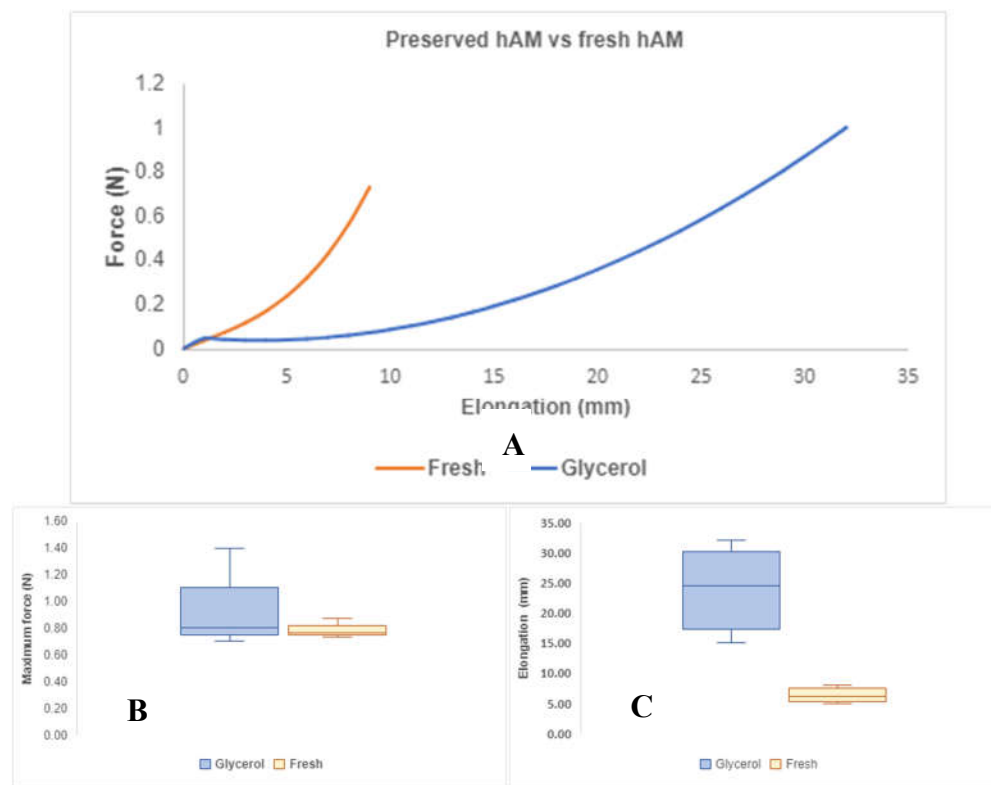 Preserved hAM vs fresh hAM
1.2
1
0.8
0.6
0.4
0.2
0
Force (N)
0 5 10 15 20 25 30 35
Elongation (mm)
A
Fresh Glycerol
1.60
1.40
1.20
1.00
0.80
0.60
0.40
0.20
0.00
Maximum force (N)
B
Glycerol Fresh
35.00
30.00
25.00
20.00
15.00
10.00
5.00
0.00
Elongation (mm)
C
Glycerol Fresh